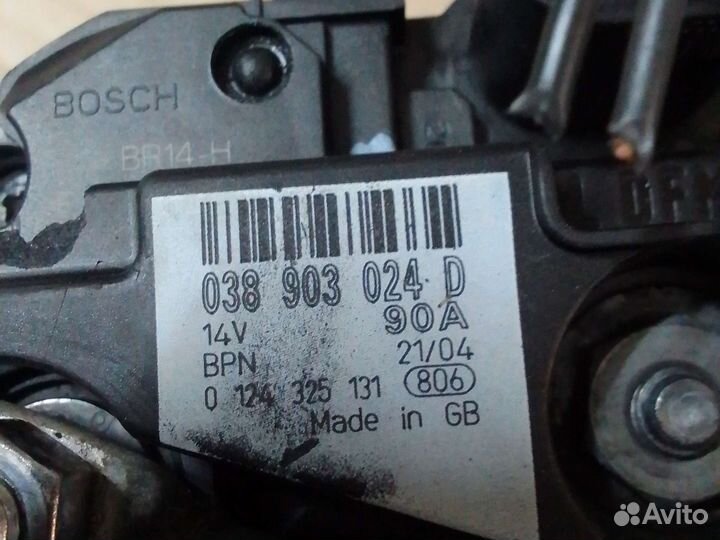 BOSCH
BR14-H
DFM
038 903 024 D
14V 90A
BPN 21/04
0 124 325 131 806
Made in GB
Avito